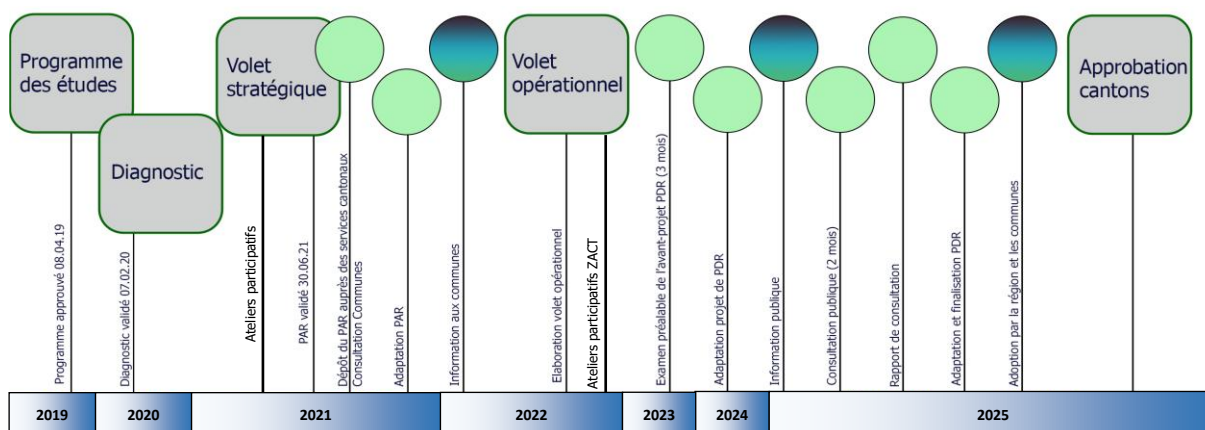 Programme
des études
Diagnostic
Volet
stratégique
Volet
opérationnel
Approbation
cantons
Programme approuvé 08.04.19
Diagnostic validé 07.02.20
Ateliers participatifs
PAR validé 30.06.21
Dépôt du PAR auprès des services cantonaux
Consultation Communes
Adaptation PAR
Information aux communes
Elaboration volet opérationnel
Ateliers participatifs ZACT
Examen préalable de l'avant-projet PDR (3 mois)
Adaptation projet de PDR
Information publique
Consultation publique (2 mois)
Rapport de consultation
Adaptation et finalisation PDR
Adoption par la région et les communes
2019
2020
2021
2022
2023
2024
2025